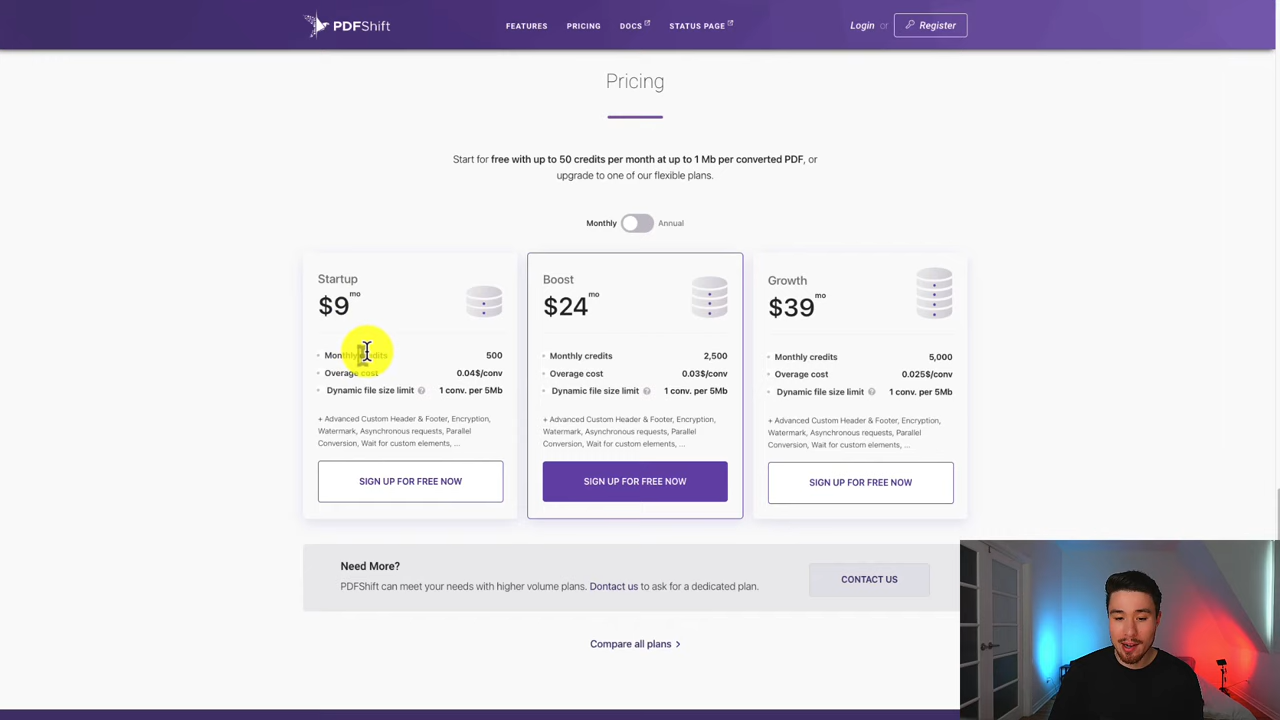 PDFShift
FEATURES
PRICING
DOCS
STATUS PAGE
Login or
Register
Pricing
Start for free with up to 50 credits per month at up to 1 Mb per converted PDF, or
upgrade to one of our flexible plans.
Monthly
Annual
Startup
$9 mo
Monthly credits 500
Overage cost 0.04$/conv
Dynamic file size limit ? 1 conv. per 5Mb
+ Advanced Custom Header & Footer, Encryption,
Watermark, Asynchronous requests, Parallel
Conversion, Wait for custom elements, ...
SIGN UP FOR FREE NOW
Boost
$24 mo
Monthly credits 2,500
Overage cost 0.03$/conv
Dynamic file size limit ? 1 conv. per 5Mb
+ Advanced Custom Header & Footer, Encryption,
Watermark, Asynchronous requests, Parallel
Conversion, Wait for custom elements, ...
SIGN UP FOR FREE NOW
Growth
$39 mo
Monthly credits 5,000
Overage cost 0.025$/conv
Dynamic file size limit ? 1 conv. per 5Mb
+ Advanced Custom Header & Footer, Encryption,
Watermark, Asynchronous requests, Parallel
Conversion, Wait for custom elements, ...
SIGN UP FOR FREE NOW
Need More?
PDFShift can meet your needs with higher volume plans. Dontact us to ask for a dedicated plan.
CONTACT US
Compare all plans >